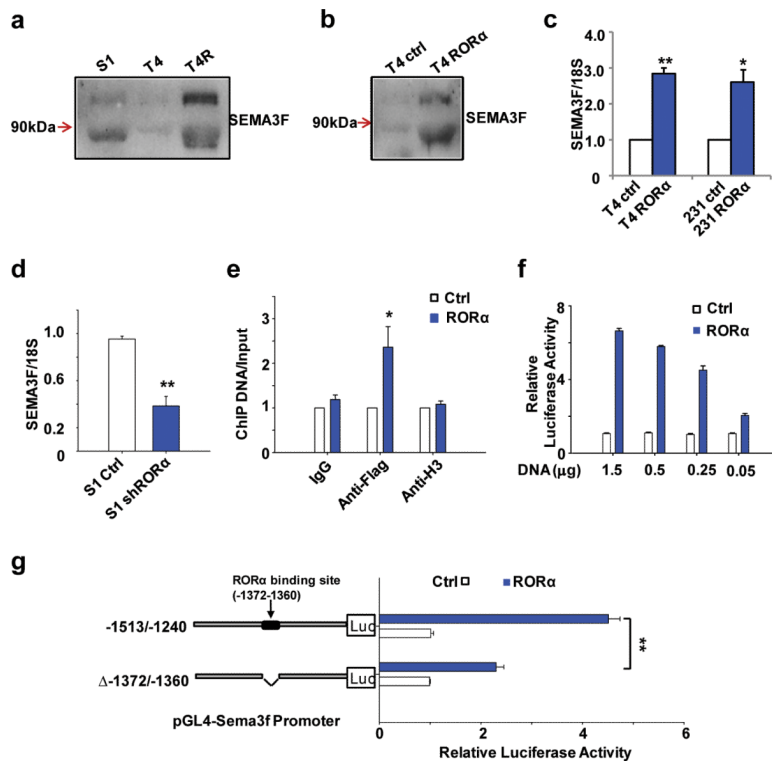 a
S1 T4 T4R
90kDa
SEMA3F
b
T4 ctrl T4 RORα
90kDa
SEMA3F
c
SEMA3F/18S
3.0
2.0
1.0
.0
** *
T4 ctrl
T4 RORα
231 ctrl
231 RORα
d
SEMA3F/18S
1.0
0.6
0.2
0
**
S1 Ctrl
S1 shRORα
e
Ctrl
RORα
ChIP DNA/Input
3
2
1
0
*
IgG
Anti-Flag
Anti-H3
f
Ctrl
RORα
Relative
Luciferase Activity
8
6
2
0
DNA (µg) 1.5 0.5 0.25 0.05
g
RORα binding site
(-1372-1360)
Ctrl RORα
-1513/-1240
Luc
**
Δ-1372/-1360
Luc
pGL4-Sema3f Promoter
0 2 4 6
Relative Luciferase Activity